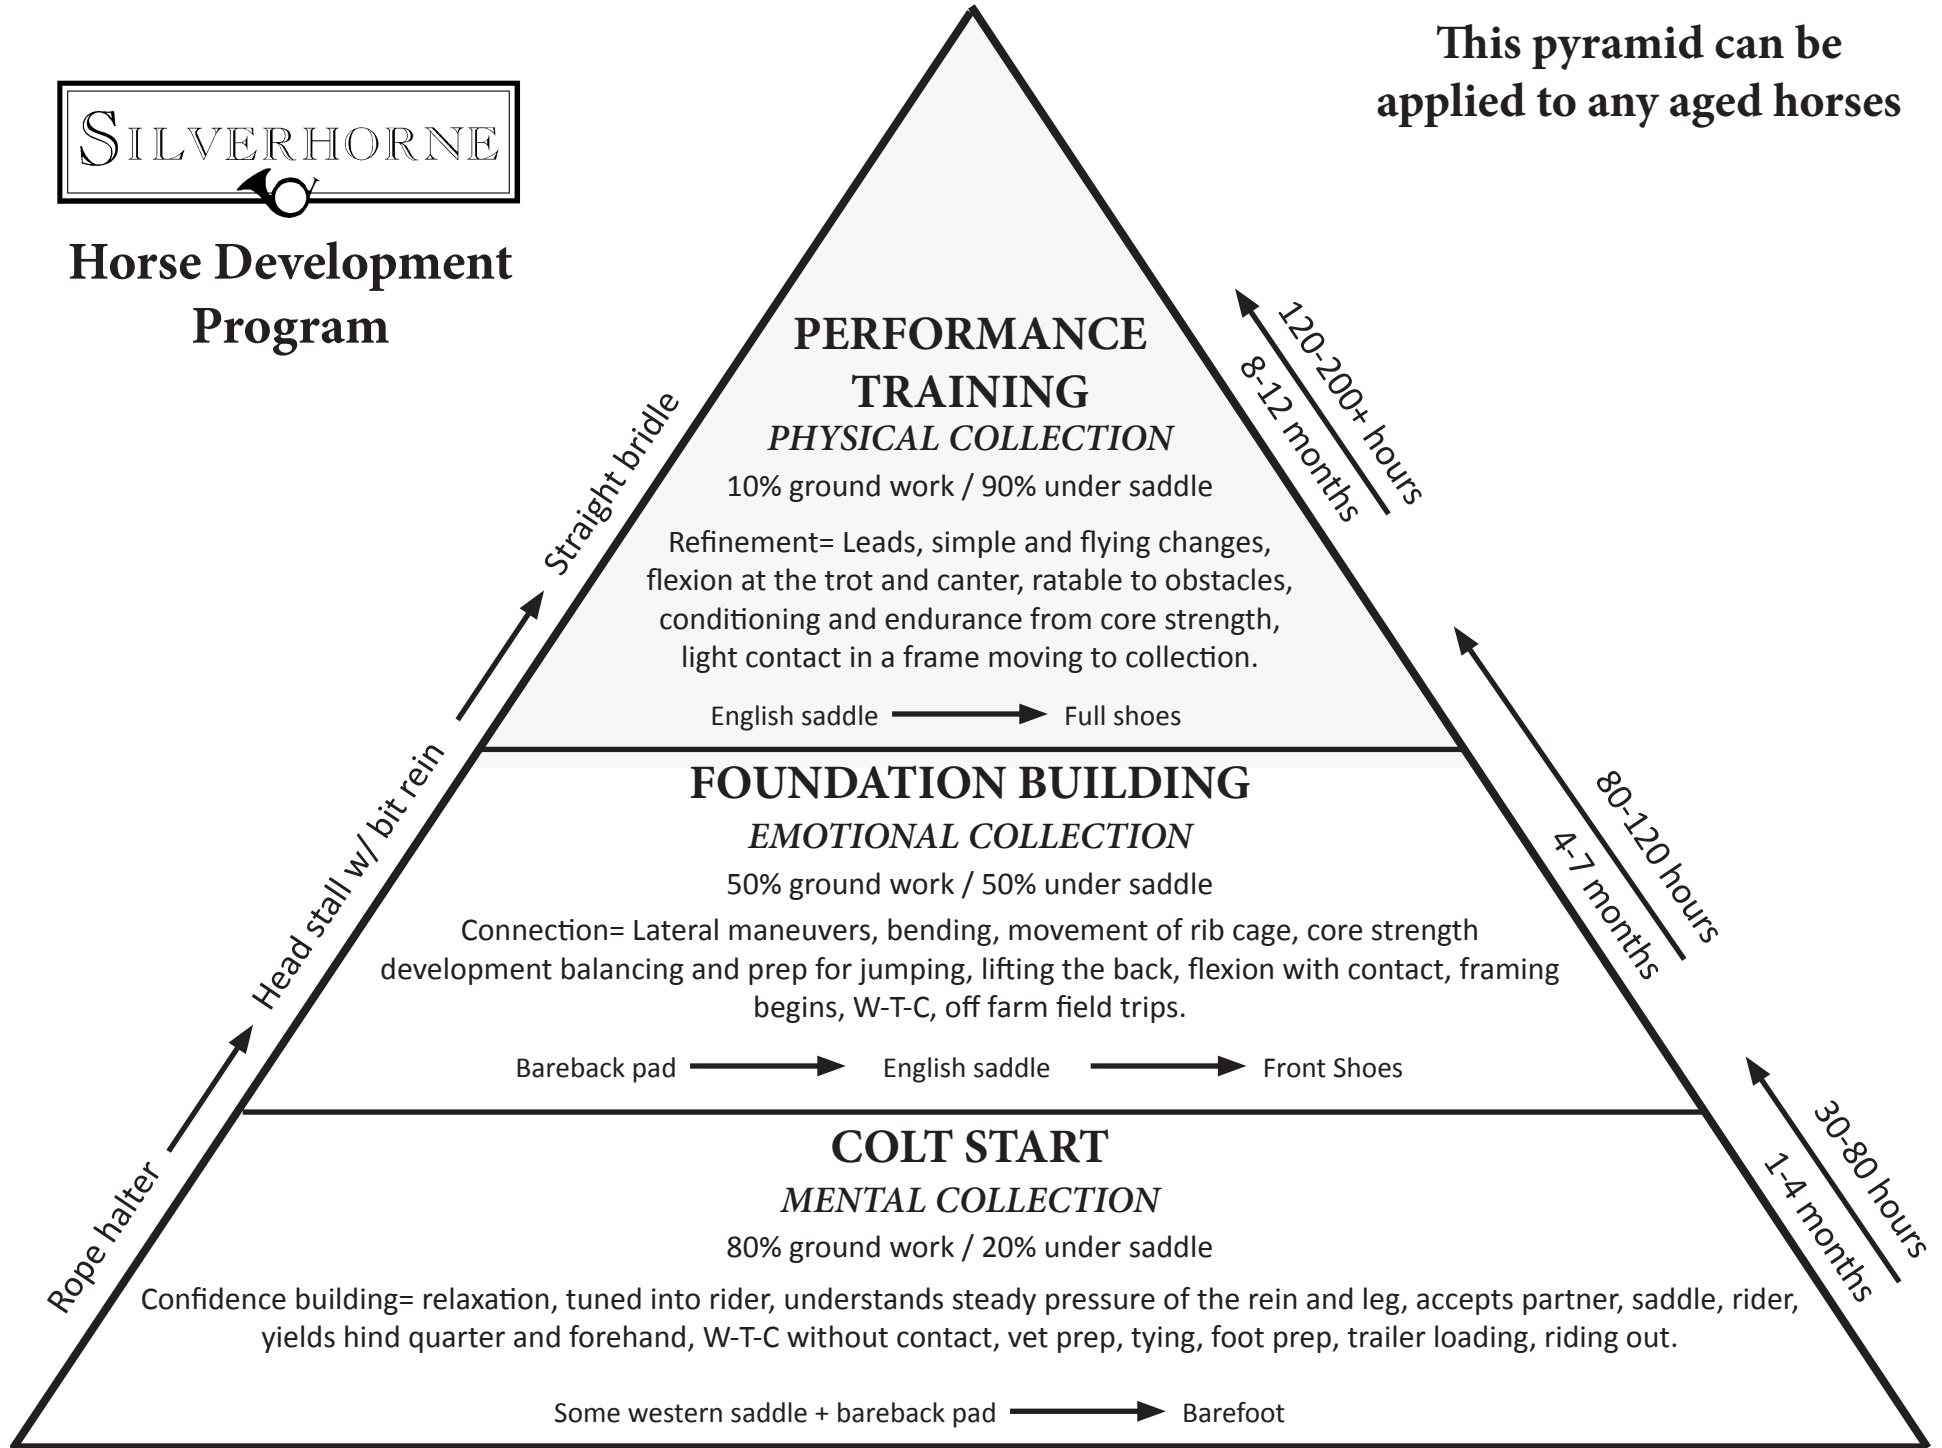 SILVERHORNE
Horse Development
Program
This pyramid can be
applied to any aged horses
PERFORMANCE
TRAINING
PHYSICAL COLLECTION
10% ground work / 90% under saddle
Refinement= Leads, simple and flying changes,
flexion at the trot and canter, ratable to obstacles,
conditioning and endurance from core strength,
light contact in a frame moving to collection.
English saddle
Full shoes
Straight bridle
120-200+ hours
8-12 months
FOUNDATION BUILDING
EMOTIONAL COLLECTION
50% ground work / 50% under saddle
Connection= Lateral maneuvers, bending, movement of rib cage, core strength
development balancing and prep for jumping, lifting the back, flexion with contact, framing
begins, W-T-C, off farm field trips.
Bareback pad
English saddle
Front Shoes
Head stall w/ bit rein
80-120 hours
4-7 months
COLT START
MENTAL COLLECTION
80% ground work / 20% under saddle
Confidence building= relaxation, tuned into rider, understands steady pressure of the rein and leg, accepts partner, saddle, rider,
yields hind quarter and forehand, W-T-C without contact, vet prep, tying, foot prep, trailer loading, riding out.
Some western saddle + bareback pad
Barefoot
Rope halter
30-80 hours
1-4 months